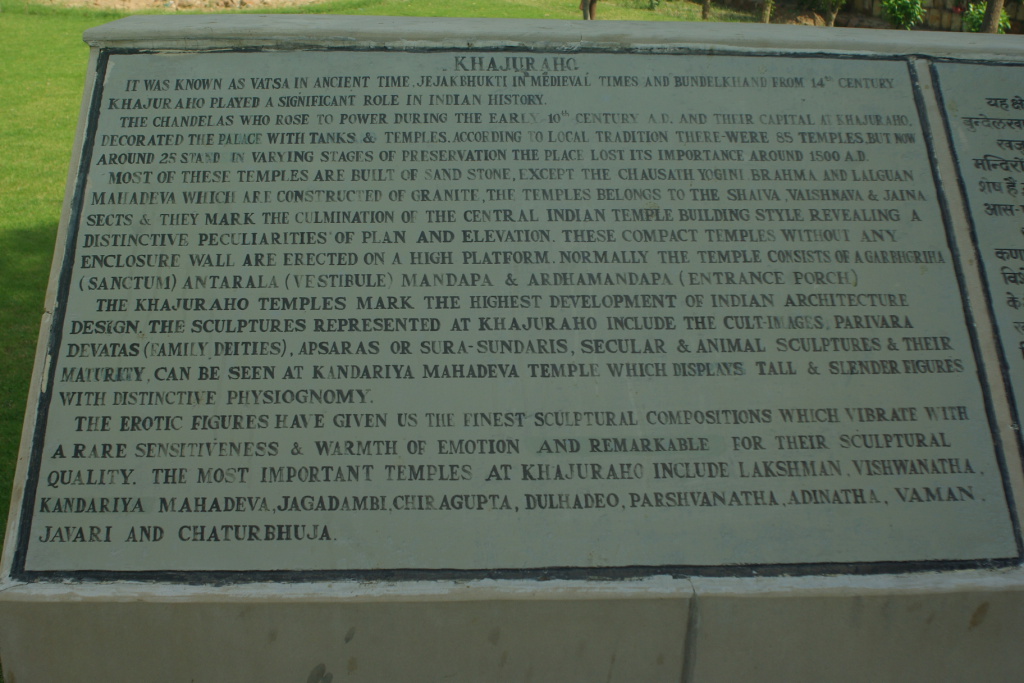 KHAJURAHO
IT WAS KNOWN AS VATSA IN ANCIENT TIME. JEJAKBHUKTI IN MEDIEVAL TIMES AND BUNDELKHAND FROM 14TH CENTURY
KHAJURAHO PLAYED A SIGNIFICANT ROLE IN INDIAN HISTORY.
THE CHANDELAS WHO ROSE TO POWER DURING THE EARLY 10TH CENTURY A.D. AND THEIR CAPITAL AT KHAJURAHO.
DECORATED THE PALACE WITH TANKS & TEMPLES. ACCORDING TO LOCAL TRADITION THERE WERE 85 TEMPLES, BUT NOW
AROUND 25 STAND IN VARYING STAGES OF PRESERVATION THE PLACE LOST ITS IMPORTANCE AROUND 1500 A.D.
MOST OF THESE TEMPLES ARE BUILT OF SAND STONE, EXCEPT THE CHAUSATH YOGINI BRAHMA AND LALGUAN
MAHADEVA WHICH ARE CONSTRUCTED OF GRANITE, THE TEMPLES BELONGS TO THE SHAIVA, VAISHNAVA & JAINA
SECTS & THEY MARK THE CULMINATION OF THE CENTRAL INDIAN TEMPLE BUILDING STYLE REVEALING A
DISTINCTIVE PECULIARITIES OF PLAN AND ELEVATION. THESE COMPACT TEMPLES WITHOUT ANY
ENCLOSURE WALL ARE ERECTED ON A HIGH PLATFORM. NORMALLY THE TEMPLE CONSISTS OF A GARBHGRIHA
(SANCTUM) ANTARALA (VESTIBULE) MANDAPA & ARDHAMANDAPA (ENTRANCE PORCH)
THE KHAJURAHO TEMPLES MARK THE HIGHEST DEVELOPMENT OF INDIAN ARCHITECTURE
DESIGN. THE SCULPTURES REPRESENTED AT KHAJURAHO INCLUDE THE CULT-IMAGES, PARIVARA
DEVATAS (FAMILY DEITIES), APSARAS OR SURA-SUNDARIS, SECULAR & ANIMAL SCULPTURES & THEIR
MATURITY, CAN BE SEEN AT KANDARIYA MAHADEVA TEMPLE WHICH DISPLAYS TALL & SLENDER FIGURES
WITH DISTINCTIVE PHYSIOGNOMY.
THE EROTIC FIGURES HAVE GIVEN US THE FINEST SCULPTURAL COMPOSITIONS WHICH VIBRATE WITH
A RARE SENSITIVENESS & WARMTH OF EMOTION AND REMARKABLE FOR THEIR SCULPTURAL
QUALITY. THE MOST IMPORTANT TEMPLES AT KHAJURAHO INCLUDE LAKSHMAN, VISHWANATHA,
KANDARIYA MAHADEVA, JAGADAMBI, CHIRAGUPTA, DULHADEO, PARSHVANATHA, ADINATHA, VAMAN,
JAVARI AND CHATURBHUJA.
यह
मन्दिरों
शेष हैं
आस-
के